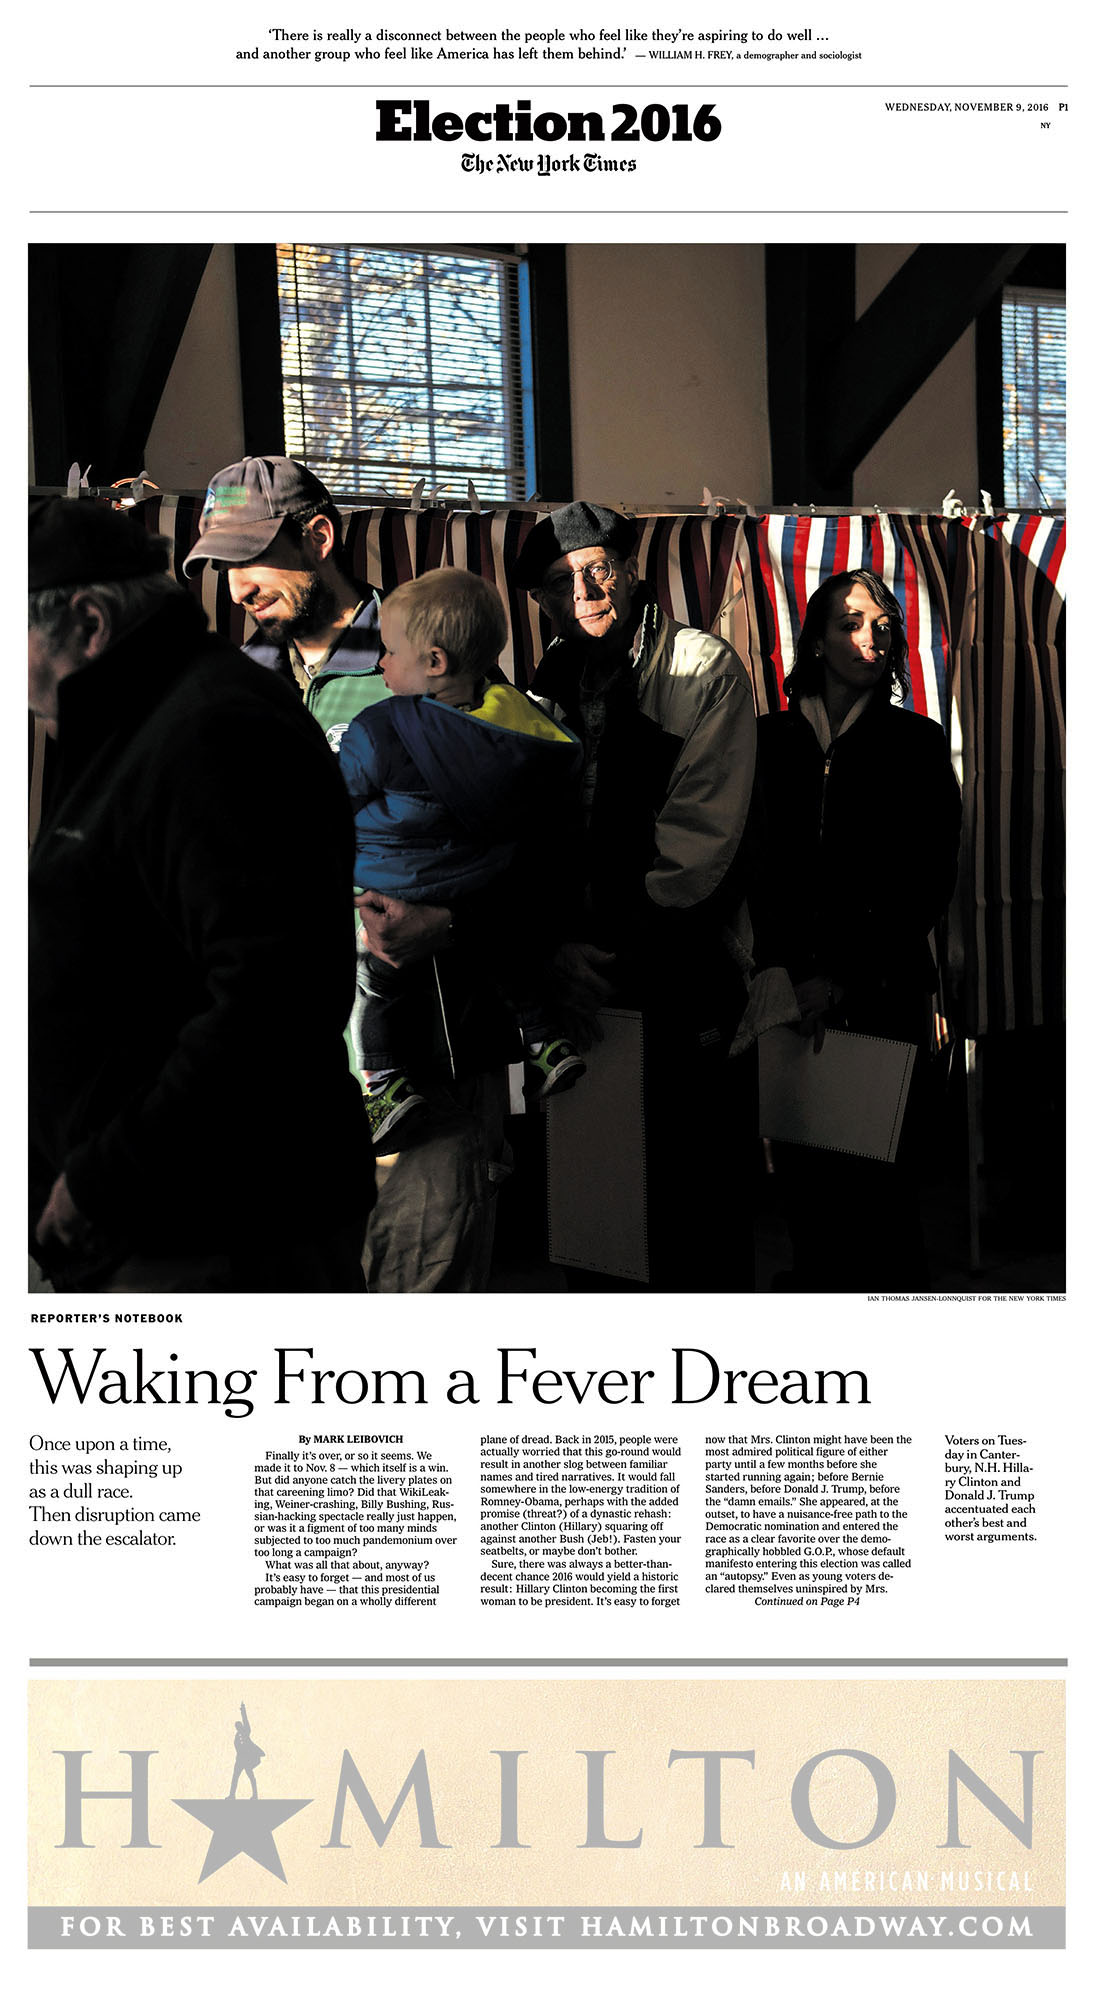 ‘There is really a disconnect between the people who feel like they’re aspiring to do well ...
and another group who feel like America has left them behind.’ — WILLIAM H. FREY, a demographer and sociologist
Election 2016
The New York Times
WEDNESDAY, NOVEMBER 9, 2016 P1
NY
IAN THOMAS JANSEN-LONNQUIST FOR THE NEW YORK TIMES
REPORTER’S NOTEBOOK
Waking From a Fever Dream
Once upon a time,
this was shaping up
as a dull race.
Then disruption came
down the escalator.
By MARK LEIBOVICH
Finally it’s over, or so it seems. We
made it to Nov. 8 — which itself is a win.
But did anyone catch the livery plates on
that careening limo? Did that WikiLeak-
ing, Weiner-crashing, Billy Bushing, Rus-
sian-hacking spectacle really just happen,
or was it a figment of too many minds
subjected to too much pandemonium over
too long a campaign?
What was all that about, anyway?
It’s easy to forget — and most of us
probably have — that this presidential
campaign began on a wholly different
plane of dread. Back in 2015, people were
actually worried that this go-round would
result in another slog between familiar
names and tired narratives. It would fall
somewhere in the low-energy tradition of
Romney-Obama, perhaps with the added
promise (threat?) of a dynastic rehash:
another Clinton (Hillary) squaring off
against another Bush (Jeb!). Fasten your
seatbelts, or maybe don’t bother.
Sure, there was always a better-than-
decent chance 2016 would yield a historic
result: Hillary Clinton becoming the first
woman to be president. It’s easy to forget
now that Mrs. Clinton might have been the
most admired political figure of either
party until a few months before she
started running again; before Bernie
Sanders, before Donald J. Trump, before
the “damn emails.” She appeared, at the
outset, to have a nuisance-free path to the
Democratic nomination and entered the
race as a clear favorite over the demo-
graphically hobbled G.O.P., whose default
manifesto entering this election was called
an “autopsy.” Even as young voters de-
clared themselves uninspired by Mrs.
Continued on Page P4
Voters on Tues-
day in Canter-
bury, N.H. Hilla-
ry Clinton and
Donald J. Trump
accentuated each
other’s best and
worst arguments.
HAMILTON
AN AMERICAN MUSICAL
FOR BEST AVAILABILITY, VISIT HAMILTONBROADWAY.COM